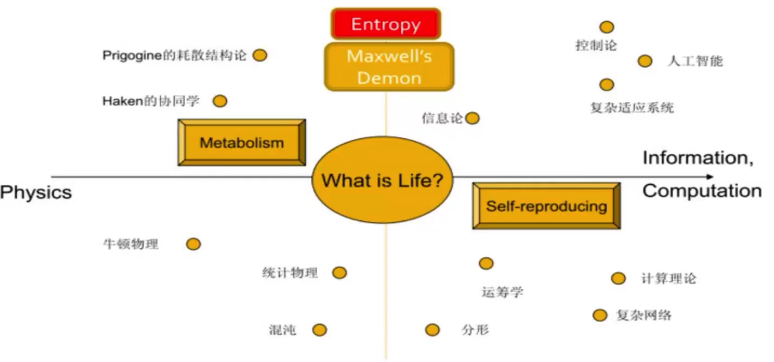 Entropy
Maxwell's
Demon
Prigogine的耗散结构论
Haken的协同学
控制论
人工智能
复杂适应系统
信息论
Metabolism
What is Life?
Information,
Computation
Physics
Self-reproducing
牛顿物理
统计物理
混沌
分形
运筹学
计算理论
复杂网络